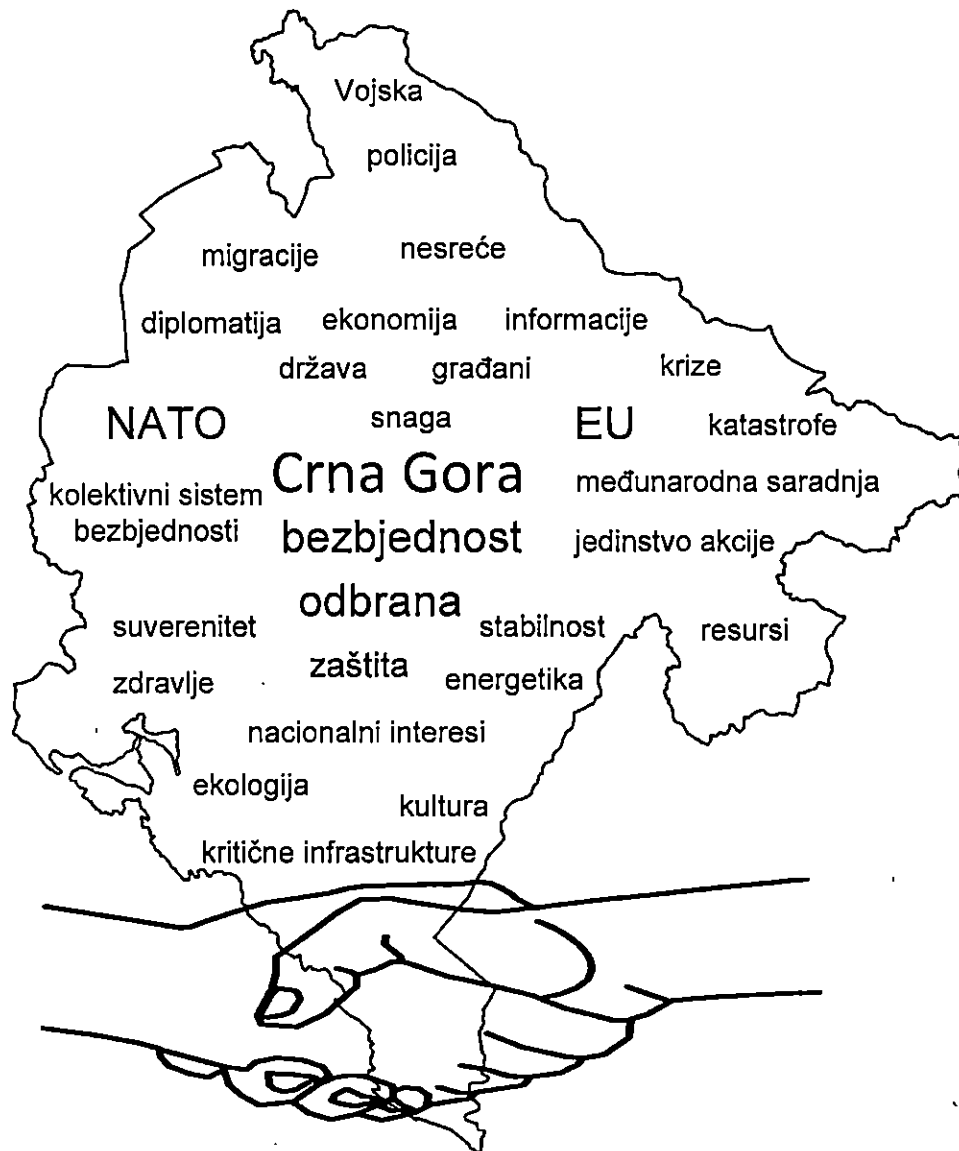 Vojska
policija
migracije nesreće
diplomatija ekonomija informacije
država građani krize
NATO snaga EU katastrofe
Crna Gora
kolektivni sistem
bezbjednosti
međunarodna saradnja
bezbjednost
jedinstvo akcije
odbrana
suverenitet stabilnost resursi
zdravlje zaštita energetika
nacionalni interesi
ekologija kultura
kritične infrastrukture